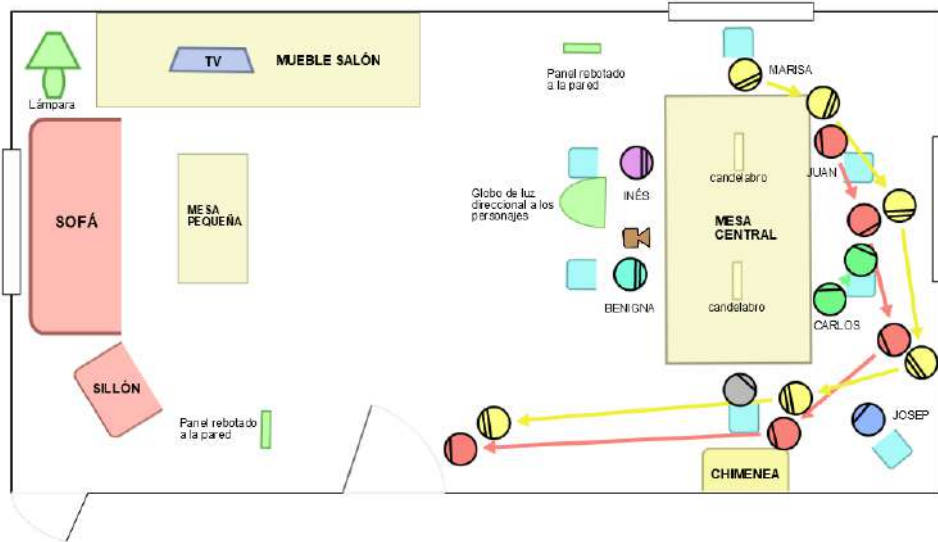 TV
MUEBLE SALÓN
Lámpara
Panel rebotado
a la pared
MARISA
SOFÁ
MESA
PEQUEÑA
Globo de luz
direccional a los
personajes
INÉS
candelabro
JUAN
MESA
CENTRAL
BENIGNA
candelabro
CARLOS
SILLÓN
Panel rebotado
a la pared
JOSEP
CHIMENEA